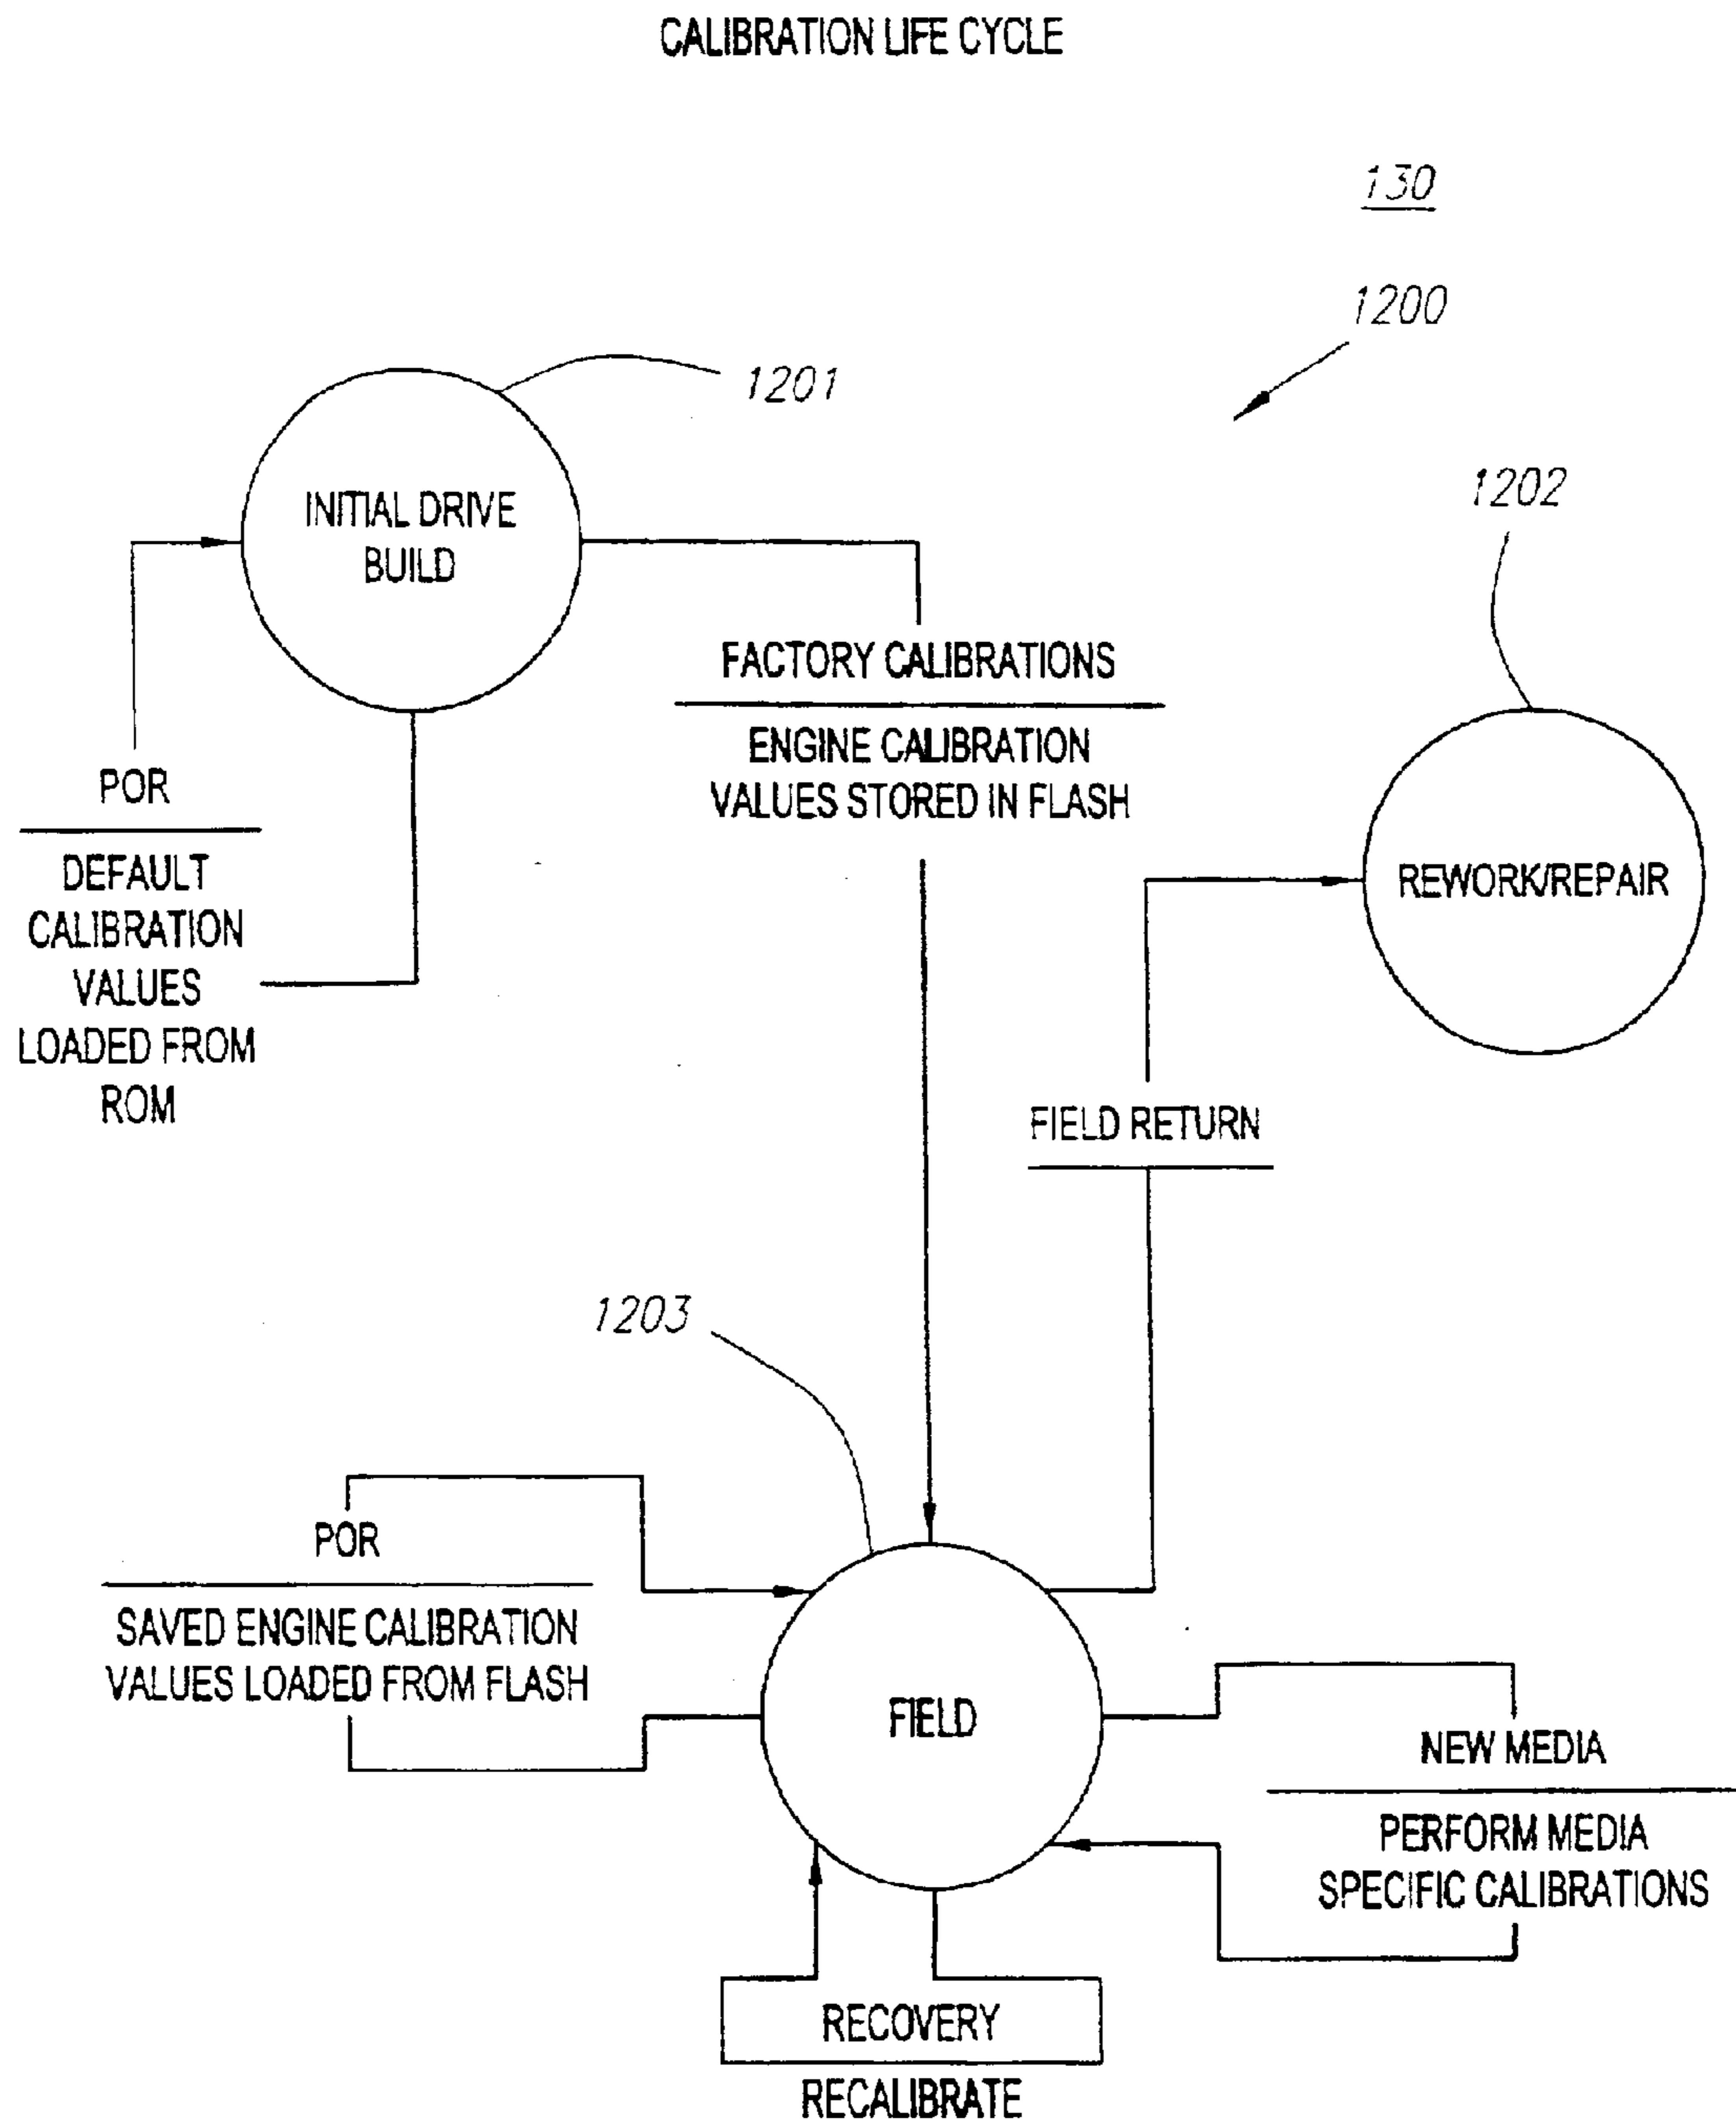 CALIBRATION LIFE CYCLE
130
1200
1201
INITIAL DRIVE
BUILD
1202
FACTORY CALIBRATIONS
ENGINE CALIBRATION
VALUES STORED IN FLASH
POR
DEFAULT
CALIBRATION
VALUES
LOADED FROM
ROM
REWORK/REPAIR
FIELD RETURN
1203
POR
SAVED ENGINE CALIBRATION
VALUES LOADED FROM FLASH
FIELD
NEW MEDIA
PERFORM MEDIA
SPECIFIC CALIBRATIONS
RECOVERY
RECALIBRATE